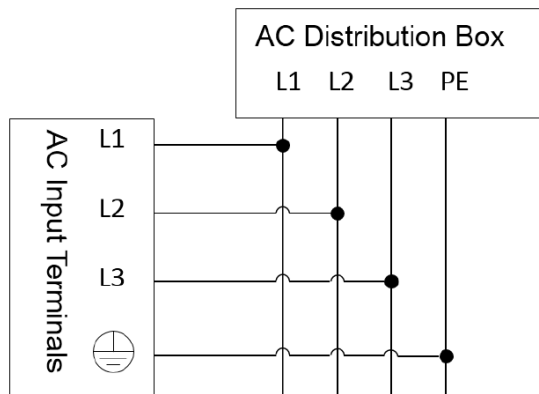 AC Distribution Box
L1 L2 L3 PE
AC Input Terminals
L1
L2
L3